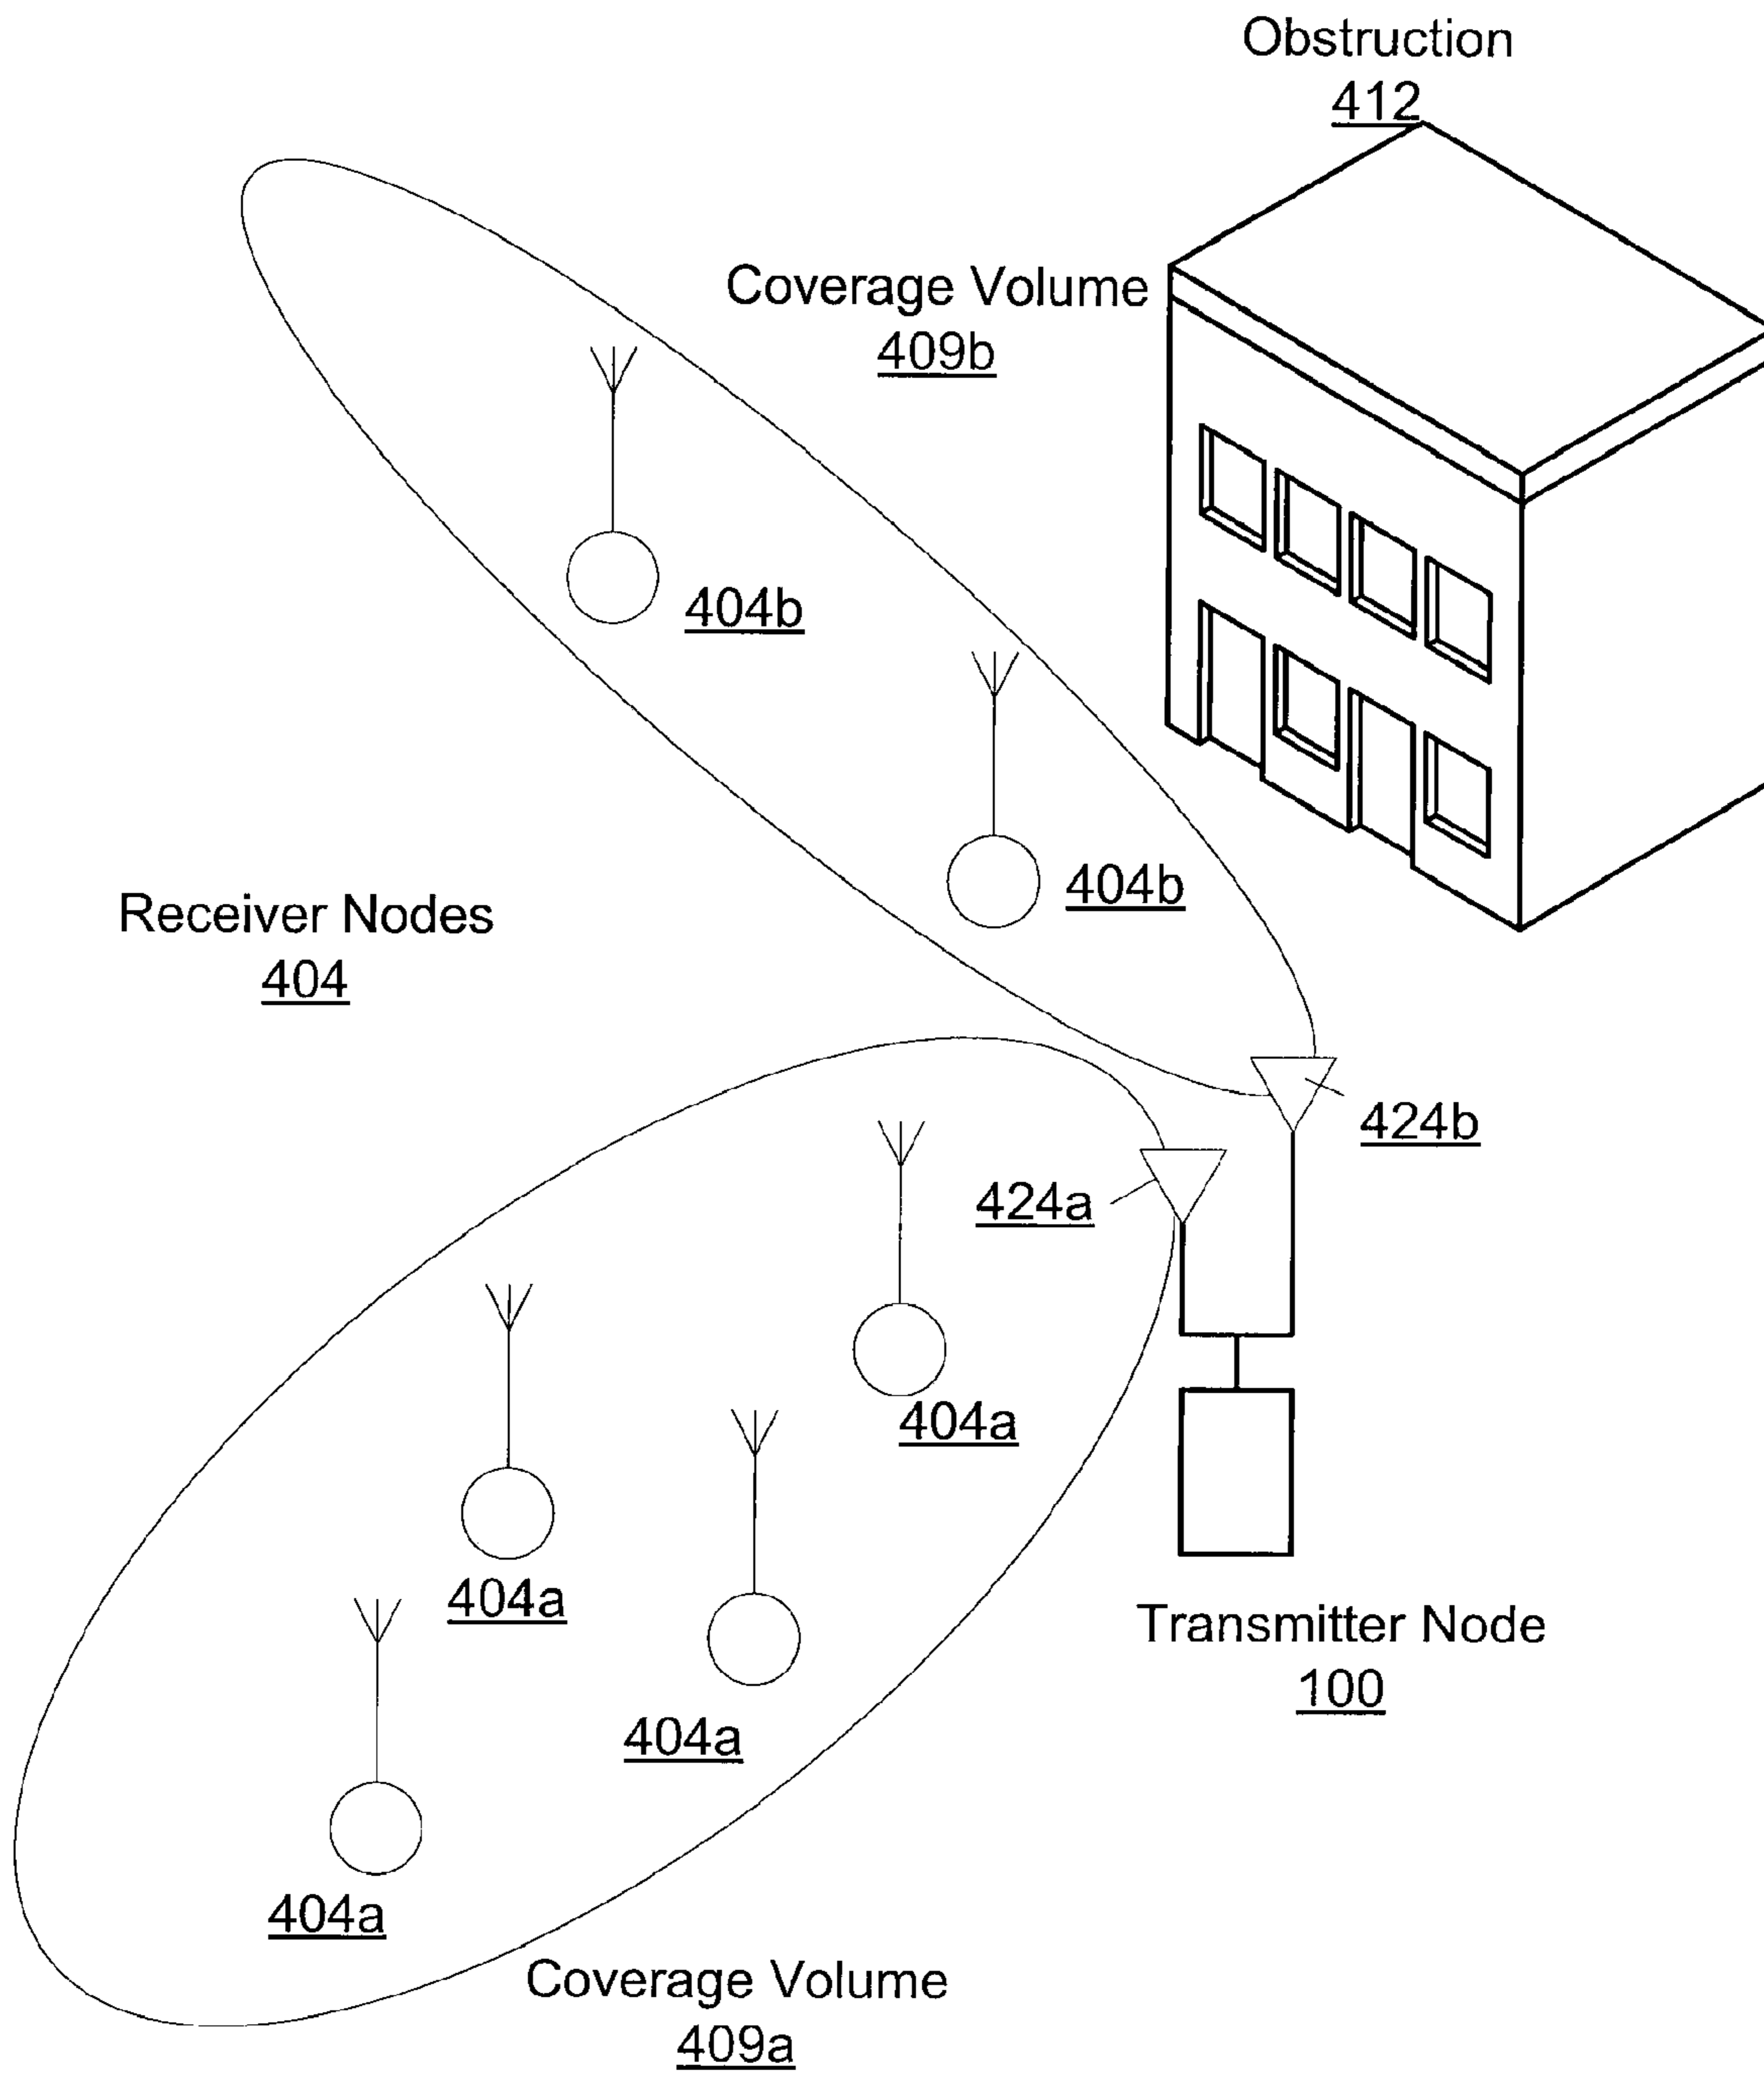 Obstruction
412
Coverage Volume
409b
404b
404b
Receiver Nodes
404
424b
424a
404a
404a
404a
Transmitter Node
100
404a
Coverage Volume
409a